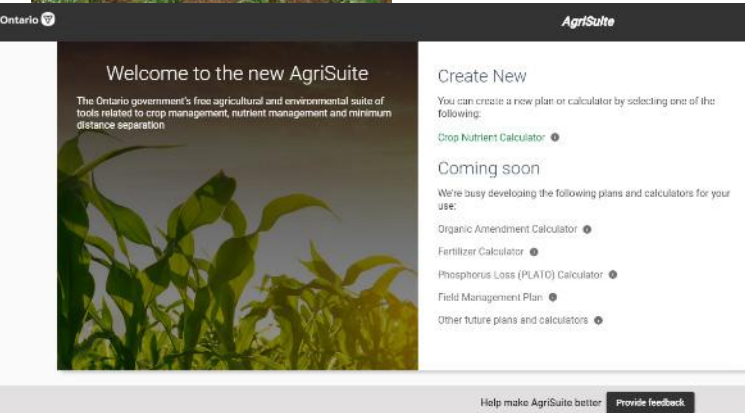 Ontario
AgriSuite
Welcome to the new AgriSuite
The Ontario government's free agricultural and environmental suite of
tools related to crop management, nutrient management and minimum
distance separation
Create New
You can create a new plan or calculator by selecting one of the
following:
Crop Nutrient Calculator
Coming soon
We're busy developing the following plans and calculators for your
use:
Organic Amendment Calculator
Fertilizer Calculator
Phosphorus Loss (PLATO) Calculator
Field Management Plan
Other future plans and calculators
Help make AgriSuite better
Provide feedback